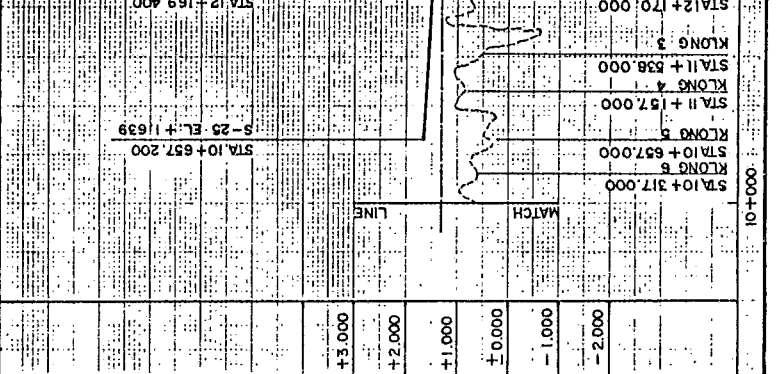 STA.12+169.400
STA.12+170.000
KLONG 3
STA.11+538.000
KLONG 4
STA.11+157.000
KLONG 5
STA.10+657.000
KLONG 6
STA.10+317.000
S-25 EL +1.639
STA.10+657.200
MATCH LINE
10+000
+3.000
+2.000
+1.000
±0.000
-1.000
-2.000